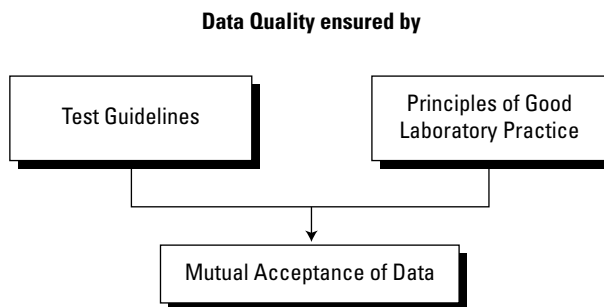 Data Quality ensured by
Test Guidelines
Principles of Good
Laboratory Practice
Mutual Acceptance of Data